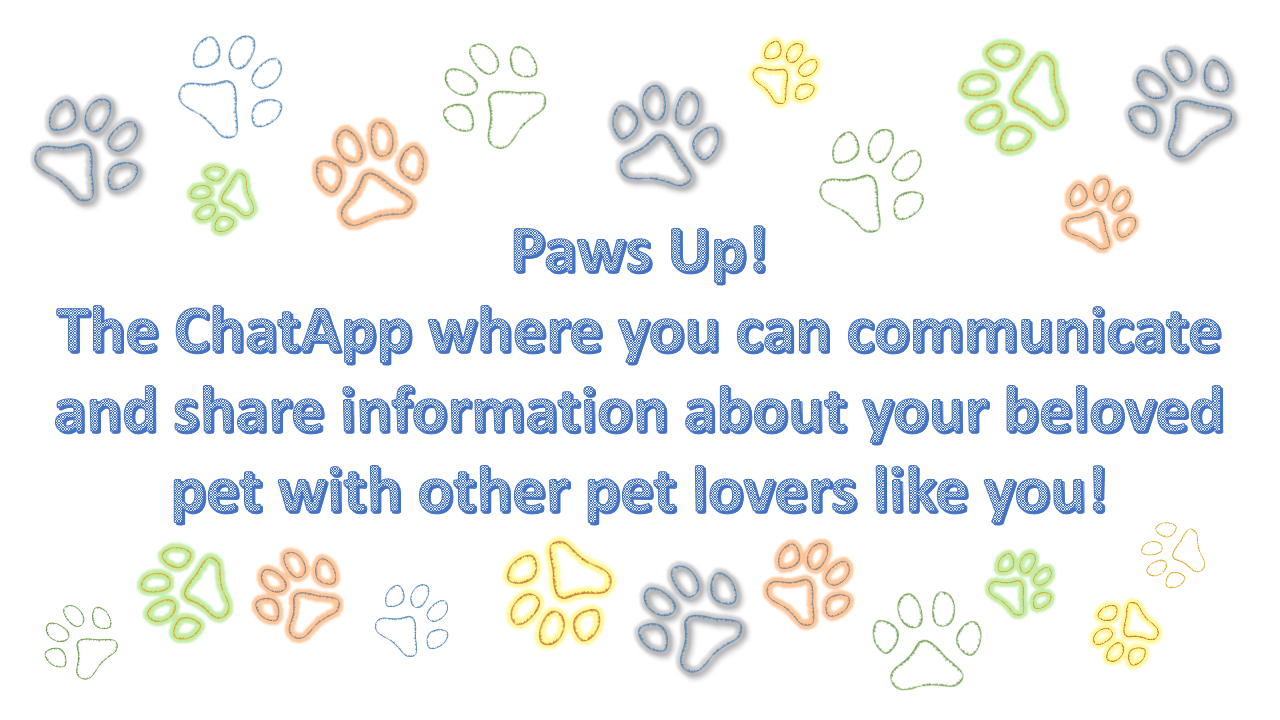 Paws Up!
The ChatApp where you can communicate
and share information about your beloved
pet with other pet lovers like you!